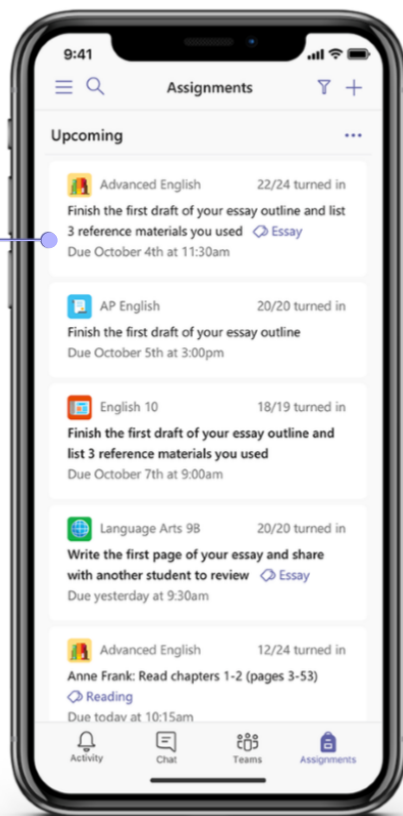 9:41
Assignments
Upcoming
Advanced English 22/24 turned in
Finish the first draft of your essay outline and list
3 reference materials you used Essay
Due October 4th at 11:30am
AP English 20/20 turned in
Finish the first draft of your essay outline
Due October 5th at 3:00pm
English 10 18/19 turned in
Finish the first draft of your essay outline and
list 3 reference materials you used
Due October 7th at 9:00am
Language Arts 9B 20/20 turned in
Write the first page of your essay and share
with another student to review Essay
Due yesterday at 9:30am
Advanced English 12/24 turned in
Anne Frank: Read chapters 1-2 (pages 3-53)
Reading
Due today at 10:15am
Activity Chat Teams Assignments